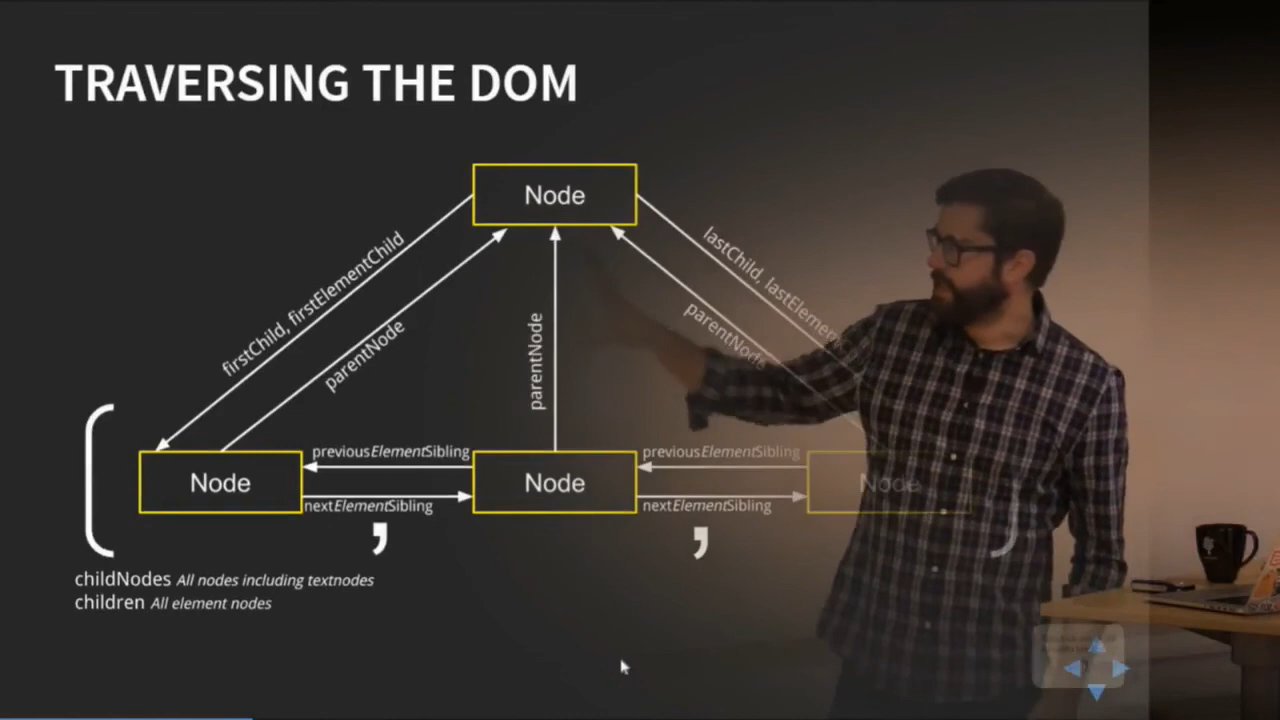 TRAVERSING THE DOM
Node
firstChild, firstElementChild
parentNode
parentNode
parentNode
lastChild, lastElement
previousElementSibling
previousElementSibling
Node
Node
Node
nextElementSibling
nextElementSibling
,
,
childNodes All nodes including textnodes
children All element nodes